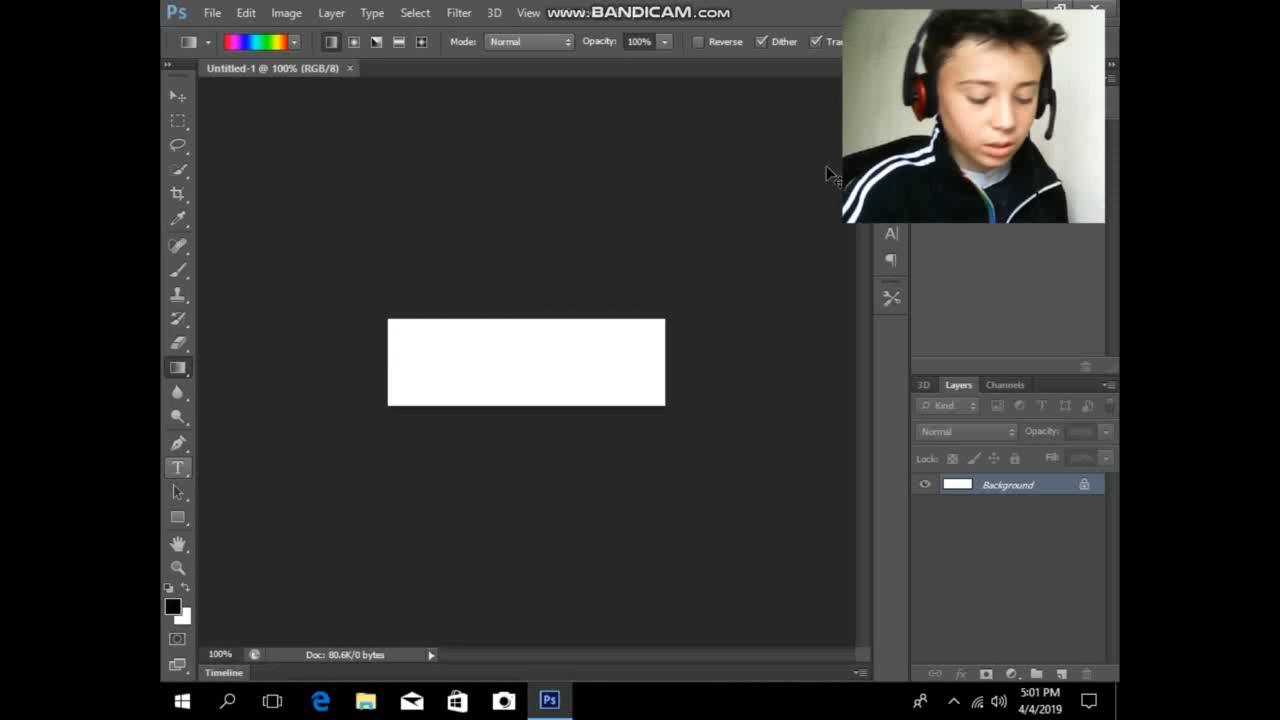 Ps File Edit Image Layer Type Select Filter 3D View www.BANDICAM.com
Mode: Normal Opacity: 100% Reverse Dither
Untitled-1 @ 100% (RGB/8) ×
A|
¶
3D Layers Channels
Kind
Normal Opacity:
Lock: Fill:
Background
T
100% Doc: 80.6K/0 bytes
Timeline
Ps
5:01 PM
4/4/2019